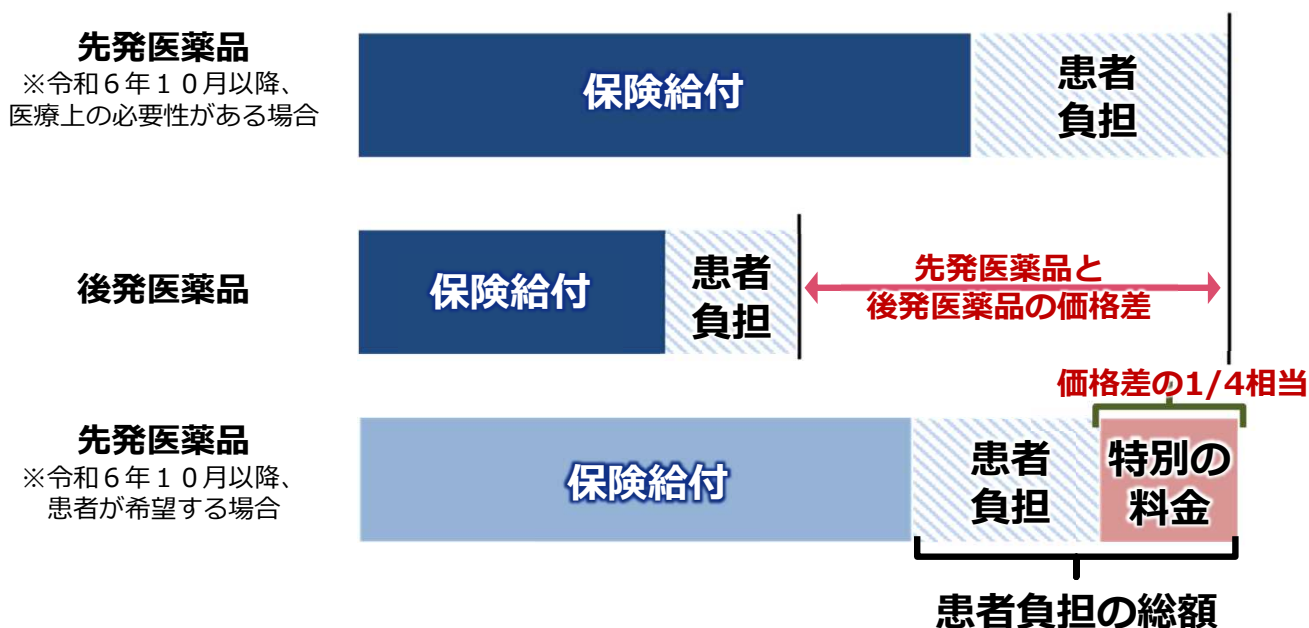 先発医薬品
※令和６年１０月以降、
医療上の必要性がある場合
保険給付
患者
負担
後発医薬品
保険給付
患者
負担
先発医薬品と
後発医薬品の価格差
価格差の1/4相当
先発医薬品
※令和６年１０月以降、
患者が希望する場合
保険給付
患者
負担
特別の
料金
患者負担の総額